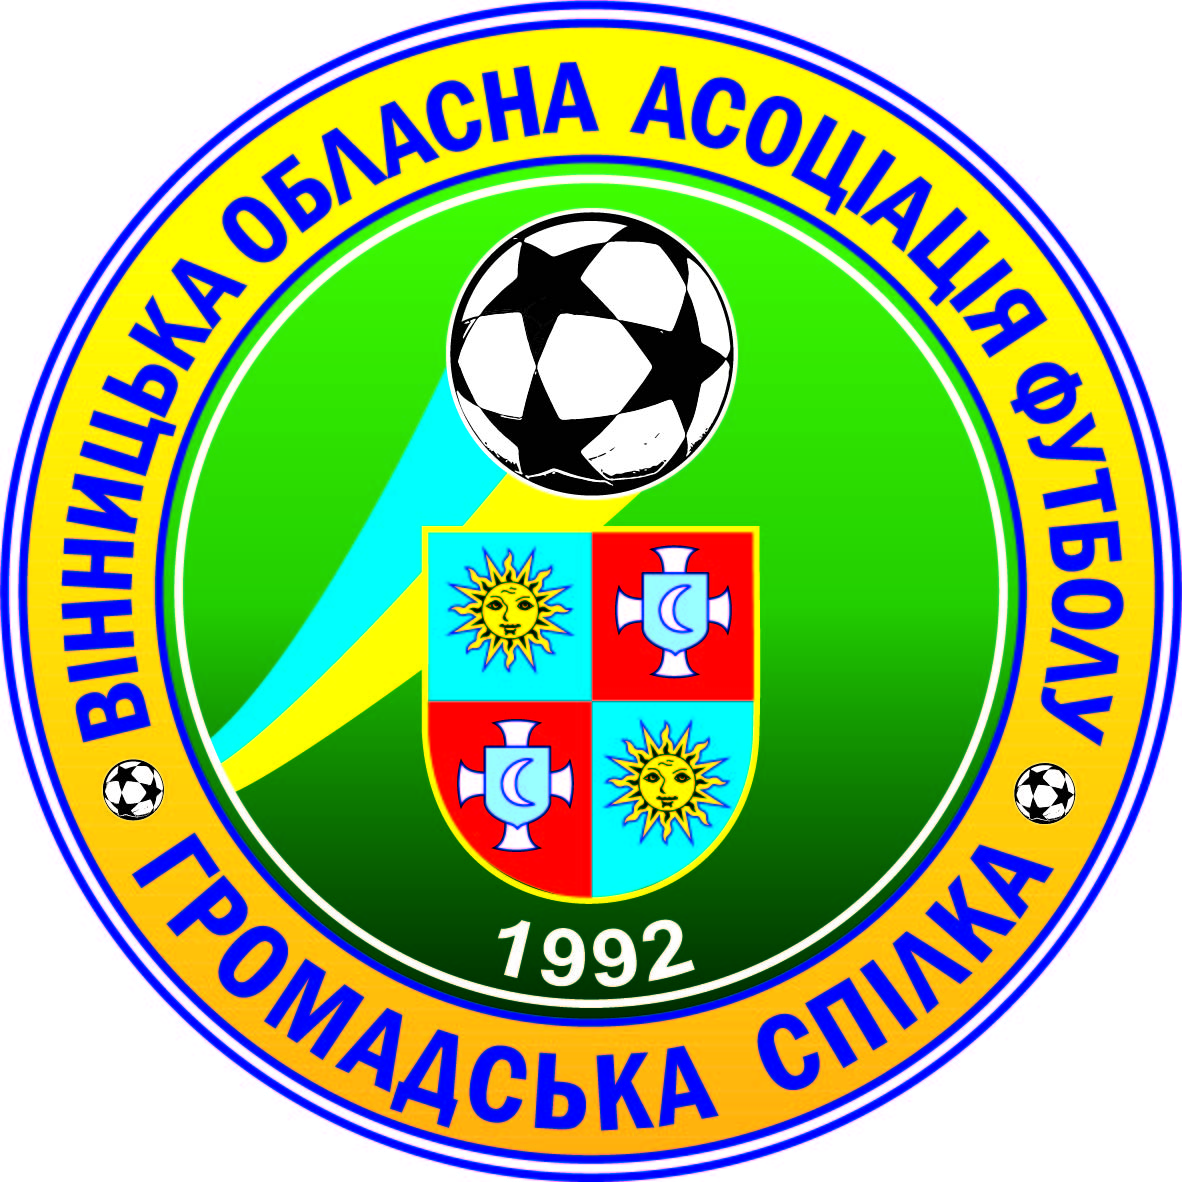 ВІННИЦЬКА ОБЛАСНА АСОЦІАЦІЯ ФУТБОЛУ
1992
ГРОМАДСЬКА СПІЛКА